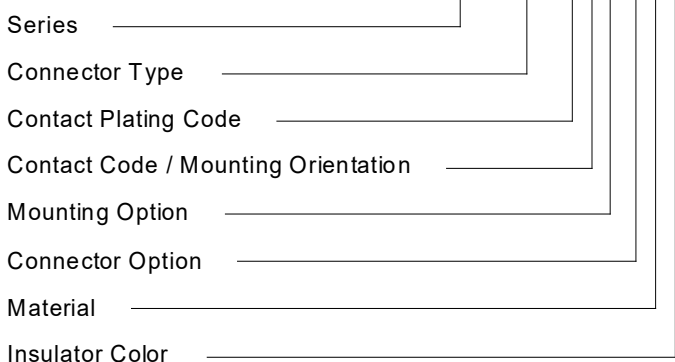 Series
Connector Type
Contact Plating Code
Contact Code / Mounting Orientation
Mounting Option
Connector Option
Material
Insulator Color